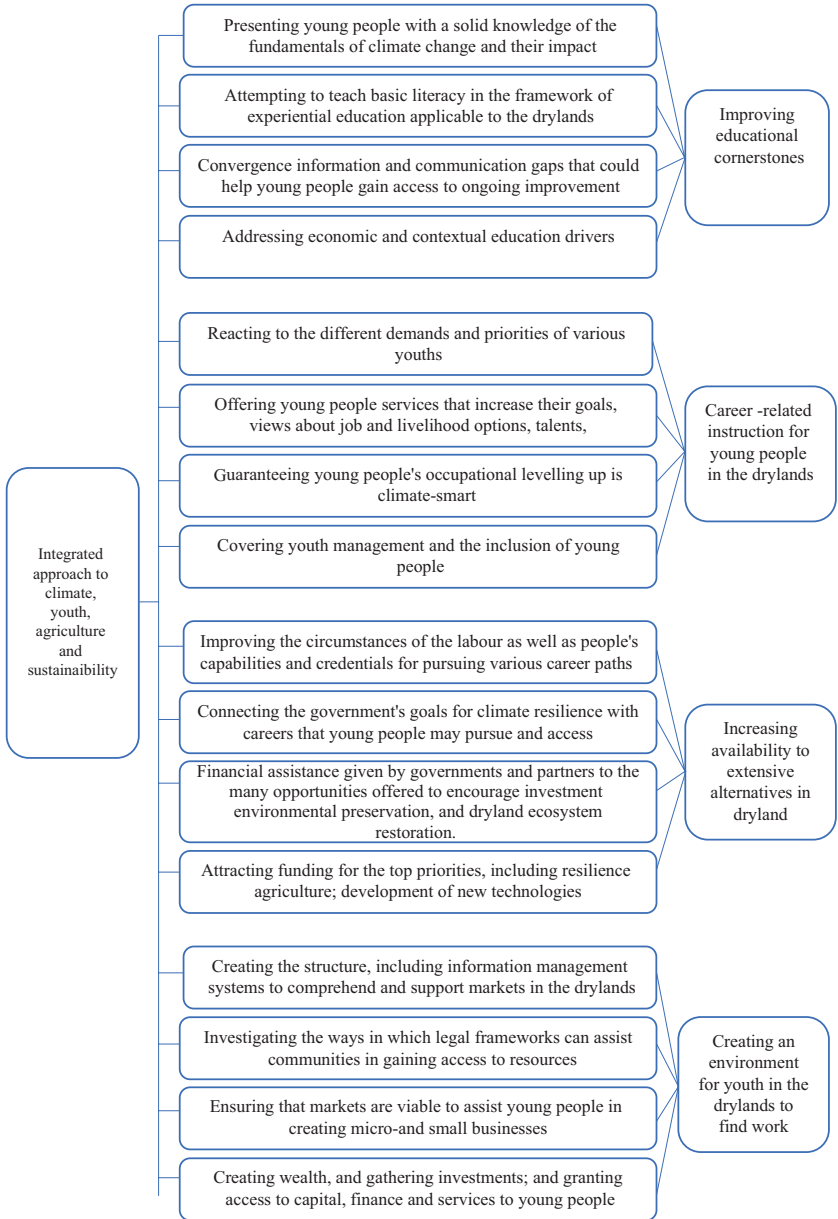 Presenting young people with a solid knowledge of the
fundamentals of climate change and their impact
Attempting to teach basic literacy in the framework of
experiential education applicable to the drylands
Convergence information and communication gaps that could
help young people gain access to ongoing improvement
Addressing economic and contextual education drivers
Improving
educational
cornerstones
Reacting to the different demands and priorities of various
youths
Offering young people services that increase their goals,
views about job and livelihood options, talents,
Guaranteeing young people's occupational levelling up is
climate-smart
Covering youth management and the inclusion of young
people
Career -related
instruction for
young people
in the drylands
Integrated
approach to
climate,
youth,
agriculture
and
sustainaibility
Improving the circumstances of the labour as well as people's
capabilities and credentials for pursuing various career paths
Connecting the government's goals for climate resilience with
careers that young people may pursue and access
Financial assistance given by governments and partners to the
many opportunities offered to encourage investment
environmental preservation, and dryland ecosystem
restoration.
Attracting funding for the top priorities, including resilience
agriculture; development of new technologies
Increasing
availability to
extensive
alternatives in
dryland
Creating the structure, including information management
systems to comprehend and support markets in the drylands
Investigating the ways in which legal frameworks can assist
communities in gaining access to resources
Ensuring that markets are viable to assist young people in
creating micro-and small businesses
Creating wealth, and gathering investments; and granting
access to capital, finance and services to young people
Creating an
environment
for youth in the
drylands to
find work